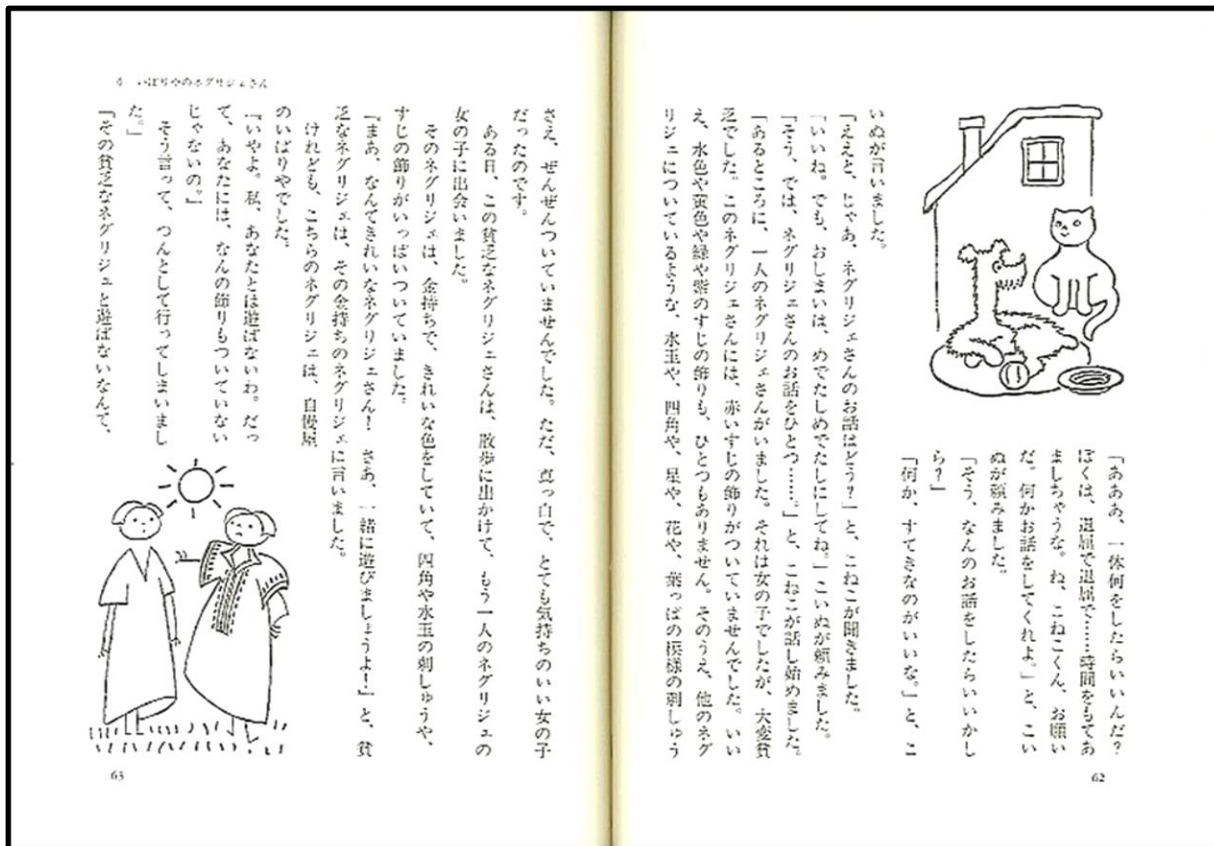 「あああ、一体何をしたらいいんだ?
ぼくは、退屈で退屈で……時間をもてあ
ましちゃうな。ね、こねこくん、お願い
だ。何かお話をしてくれよ。」と、こい
ぬが頼みました。
「そう、なんのお話をしたらいいかし
ら?」
「何か、すてきなのがいいな。」と、こ
いぬが言いました。
「ええと、じゃあ、ネグリジェさんのお話はどう?」と、こねこが聞きました。
「いいね。でも、おしまいは、めでたしめでたしにしてね。」こいぬが頼みました。
「そう、では、ネグリジェさんのお話をひとつ……。」と、こねこが話し始めました。
「あるところに、一人のネグリジェさんがいました。それは女の子でしたが、大変貧
乏でした。このネグリジェさんには、赤いすじの飾りがついていませんでした。いい
え、水色や黄色や緑や紫のすじの飾りも、ひとつもありません。そのうえ、他のネグ
リジェについているような、水玉や、四角や、星や、花や、葉っぱの模様の刺しゅう
62
4 いばりやのネグリジェさん
さえ、ぜんぜんついていませんでした。ただ、真っ白で、とても気持ちのいい女の子
だったのです。
ある日、この貧乏なネグリジェさんは、散歩に出かけて、もう一人のネグリジェの
女の子に出会いました。
そのネグリジェは、金持ちで、きれいな色をしていて、四角や水玉の刺しゅうや、
すじの飾りがいっぱいついていました。
『まあ、なんてきれいなネグリジェさん! さあ、一緒に遊びましょうよ!』と、貧
乏なネグリジェは、その金持ちのネグリジェに言いました。
けれども、こちらのネグリジェは、自慢屋
のいばりやでした。
『いやよ。私、あなたとは遊ばないわ。だっ
て、あなたには、なんの飾りもついていない
じゃないの。』
そう言って、つんとして行ってしまいまし
た。」
「その貧乏なネグリジェと遊ばないなんて、
63